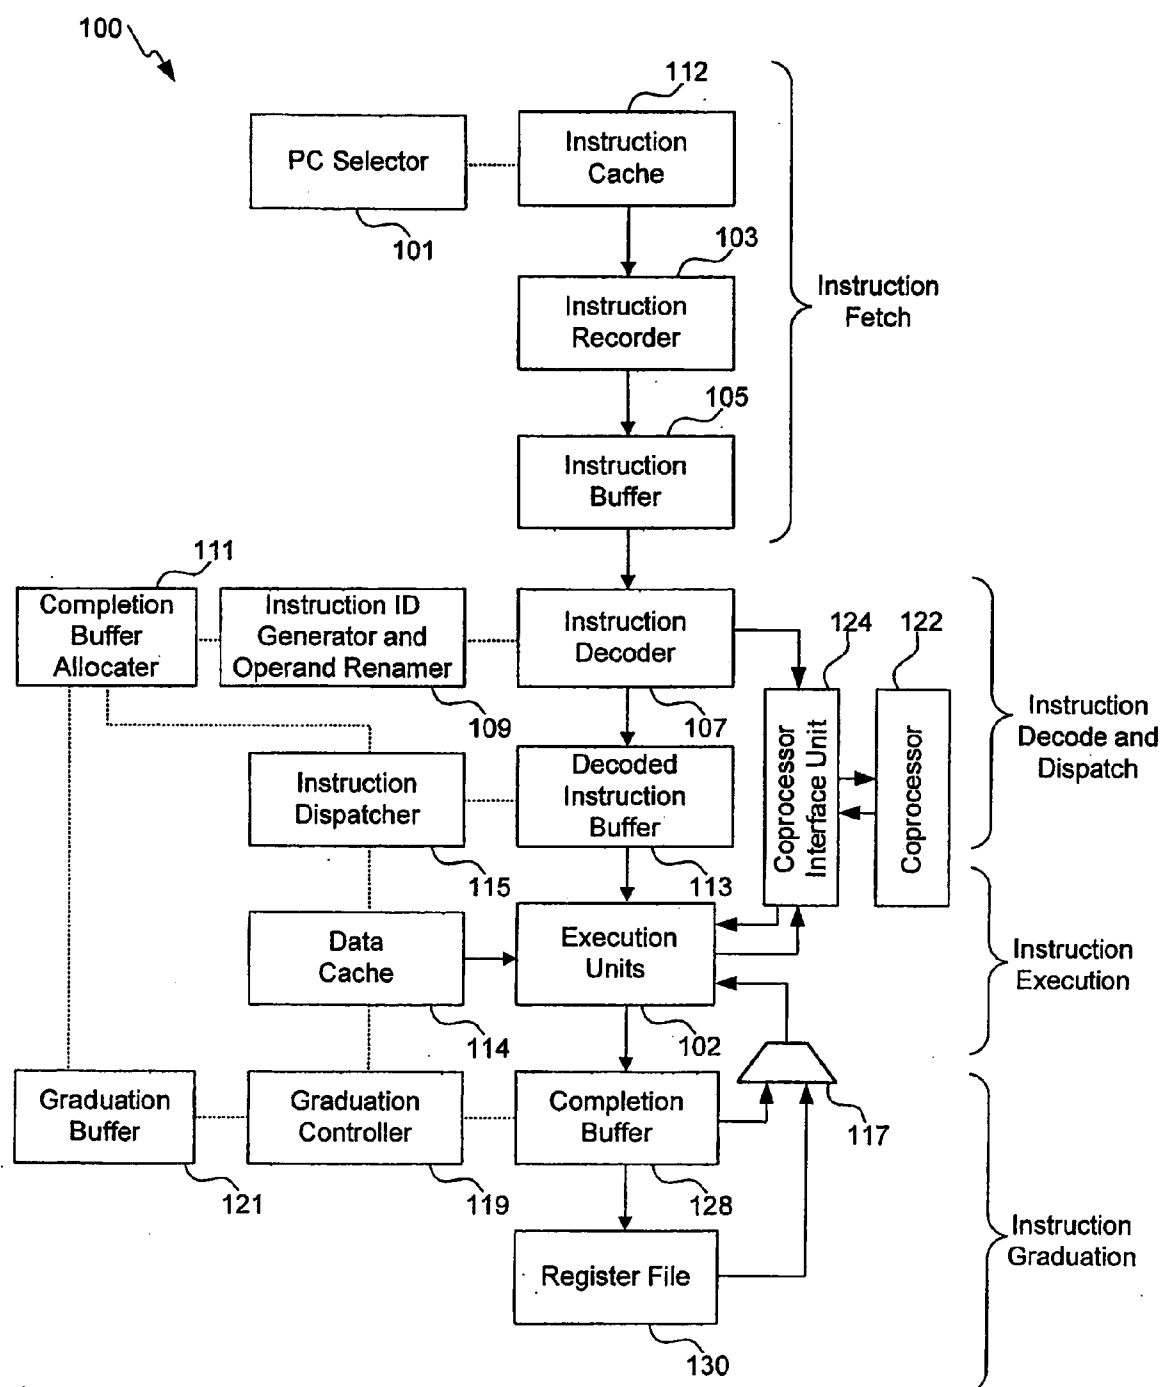 100
112
PC Selector
Instruction
Cache
101
103
Instruction
Recorder
Instruction
Fetch
105
Instruction
Buffer
111
Completion
Buffer
Allocater
Instruction ID
Generator and
Operand Renamer
Instruction
Decoder
124
122
109
107
Coprocessor
Interface Unit
Coprocessor
Instruction
Decode and
Dispatch
Instruction
Dispatcher
Decoded
Instruction
Buffer
115
113
Data
Cache
Execution
Units
Instruction
Execution
114
102
Graduation
Buffer
Graduation
Controller
Completion
Buffer
117
121
119
128
Instruction
Graduation
Register File
130